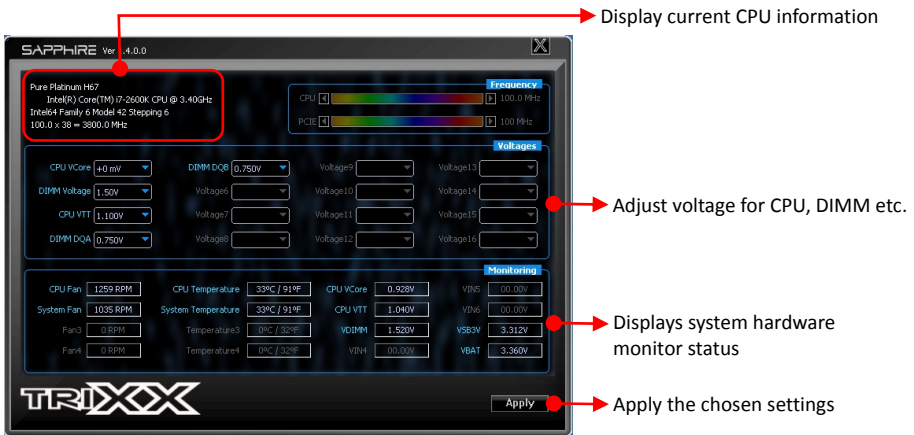 Display current CPU information
SAPPHIRE Ver .4.0.0
X
Pure Platinum H67
Intel(R) Core(TM) i7-2600K CPU @ 3.40GHz
Intel64 Family 6 Model 42 Stepping 6
100.0 x 38 = 3800.0 MHz
Frequency
CPU 100.0 MHz
PCIE 100 MHz
Voltages
CPU VCore +0 mV DIMM DQB 0.750V Voltage9 Voltage13
DIMM Voltage 1.50V Voltage6 Voltage10 Voltage14
CPU VTT 1.100V Voltage7 Voltage11 Voltage15
DIMM DQA 0.750V Voltage8 Voltage12 Voltage16
Adjust voltage for CPU, DIMM etc.
Monitoring
CPU Fan 1259 RPM CPU Temperature 33ºC / 91ºF CPU VCore 0.928V VIN5 00.00V
System Fan 1035 RPM System Temperature 33ºC / 91ºF CPU VTT 1.040V VIN6 00.00V
Fan3 0 RPM Temperature3 0ºC / 32ºF VDIMM 1.520V VSB3V 3.312V
Fan4 0 RPM Temperature4 0ºC / 32ºF VIN4 00.00V VBAT 3.360V
Displays system hardware
monitor status
TRIXX
Apply
Apply the chosen settings